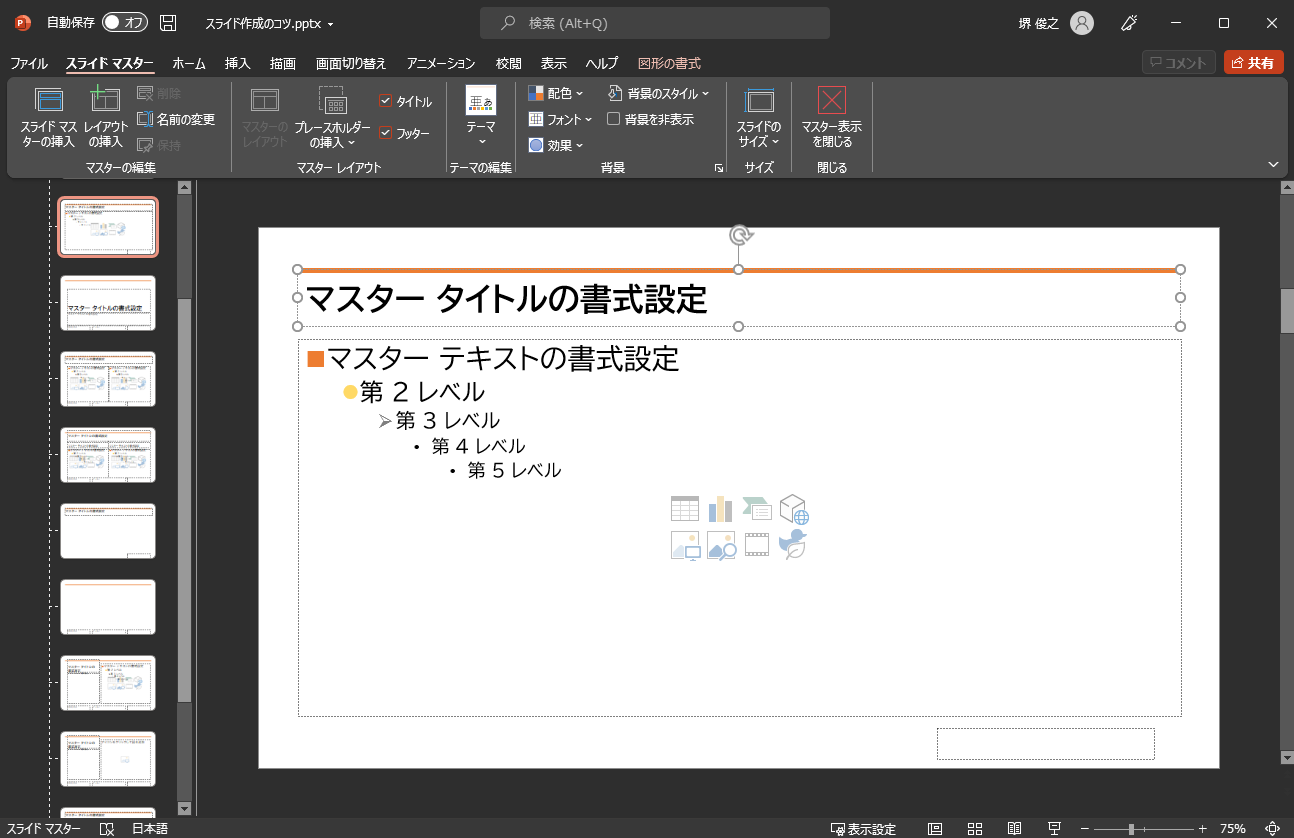 自動保存 オフ スライド作成のコツ.pptx 検索 (Alt+Q) 堺 俊之
ファイル スライド マスター ホーム 挿入 描画 画面切り替え アニメーション 校閲 表示 ヘルプ 図形の書式 コメント 共有
スライド マスターの挿入
レイアウトの挿入
削除
名前の変更
保持
マスターの編集
マスターのレイアウト
プレースホルダーの挿入
タイトル
フッター
マスター レイアウト
亜ぁ
テーマ
テーマの編集
配色
フォント
効果
背景のスタイル
背景を非表示
背景
スライドのサイズ
サイズ
マスター表示を閉じる
閉じる
マスター タイトルの書式設定
マスター タイトルの書式設定
マスター テキストの書式設定
第 2 レベル
第 3 レベル
第 4 レベル
第 5 レベル
スライド マスター 日本語 表示設定 75%